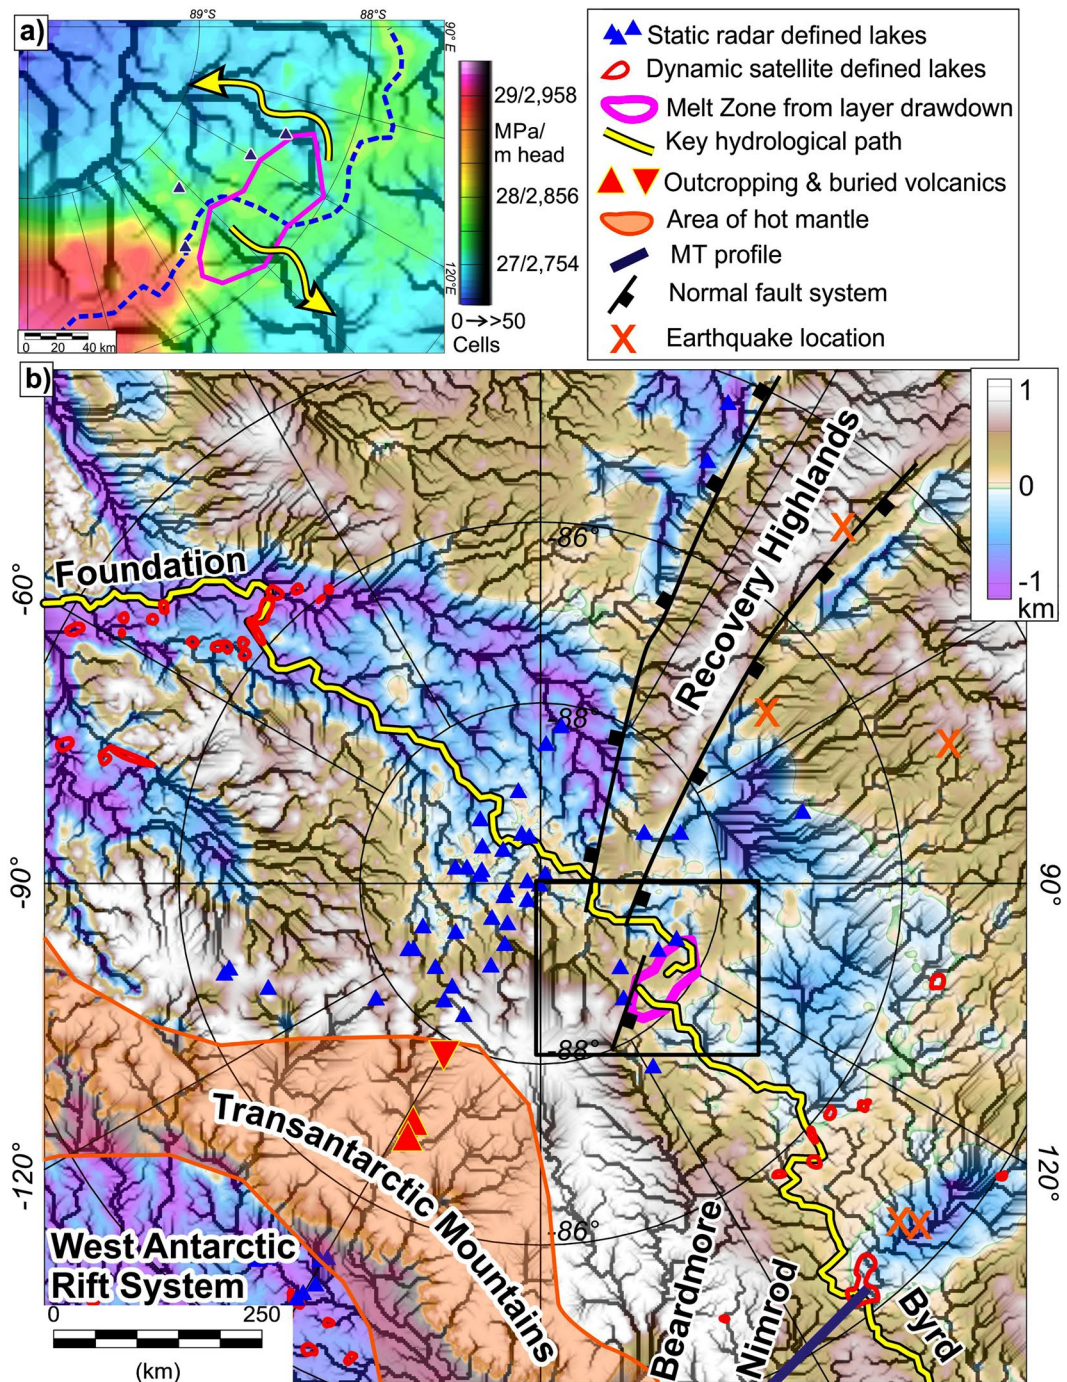 a)
89°S
88°S
90° E
120°E
0 20 40 km
29/2,958
MPa/
m head
28/2,856
27/2,754
0→>50
Cells
Static radar defined lakes
Dynamic satellite defined lakes
Melt Zone from layer drawdown
Key hydrological path
Outcropping & buried volcanics
Area of hot mantle
MT profile
Normal fault system
Earthquake location
b)
1
0
-1
km
-86°
Recovery Highlands
Foundation
-60°
-88°
-90°
90°
-88°
Transantarctic Mountains
-120°
120°
-86°
West Antarctic
Rift System
Beardmore
Nimrod
Byrd
0 250
(km)